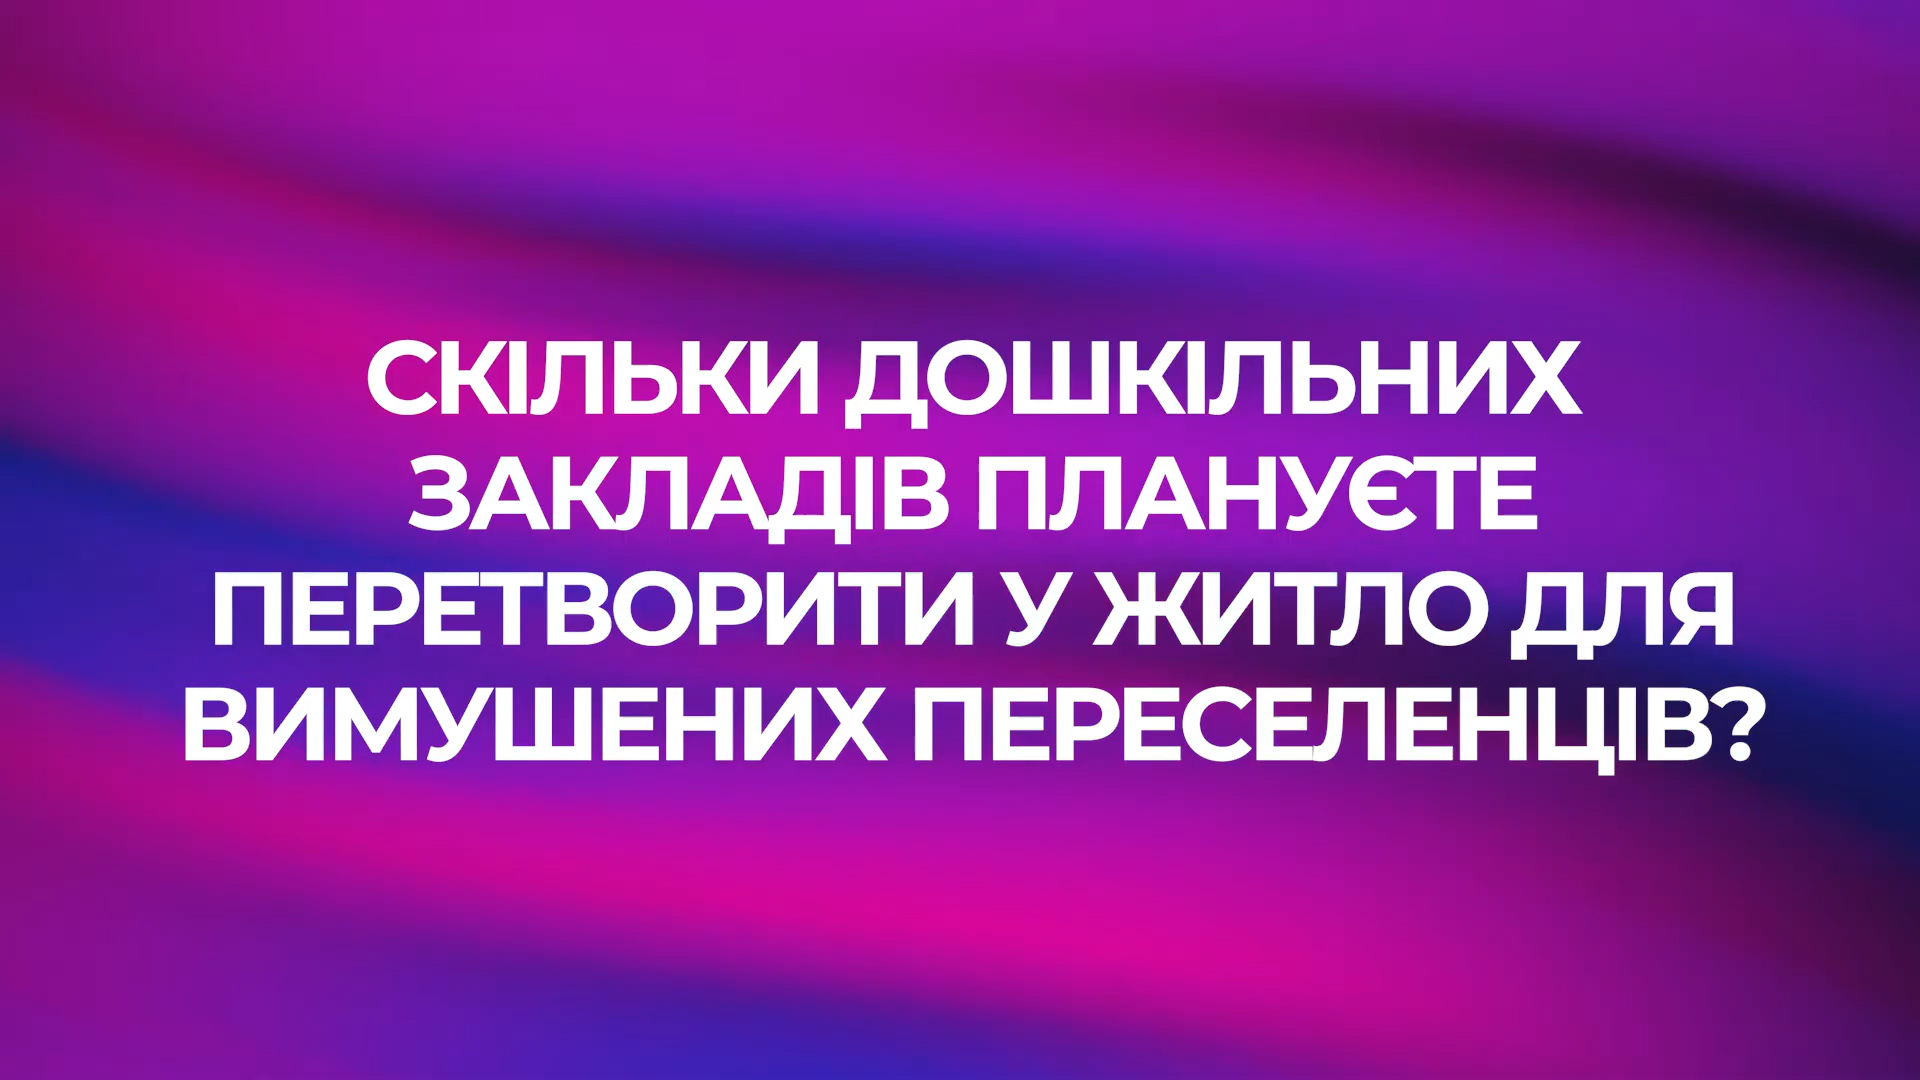 СКІЛЬКИ ДОШКІЛЬНИХ
ЗАКЛАДІВ ПЛАНУЄТЕ
ПЕРЕТВОРИТИ У ЖИТЛО ДЛЯ
ВИМУШЕНИХ ПЕРЕСЕЛЕНЦІВ?